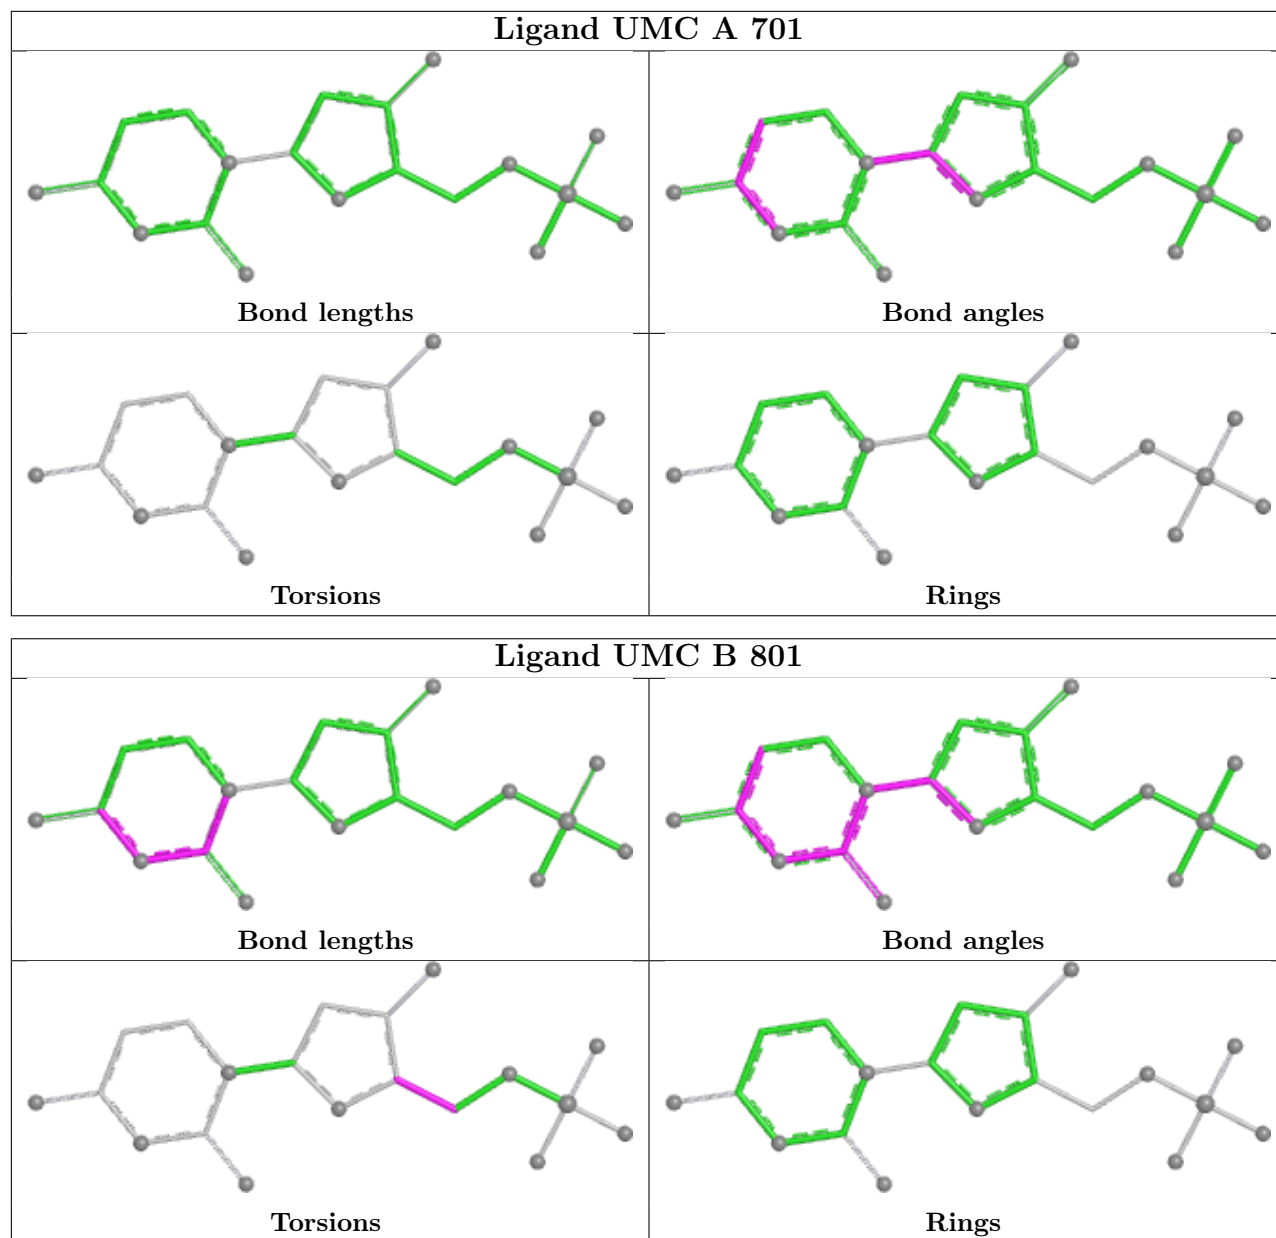 Ligand UMC A 701
Bond lengths
Bond angles
Torsions
Rings
Ligand UMC B 801
Bond lengths
Bond angles
Torsions
Rings